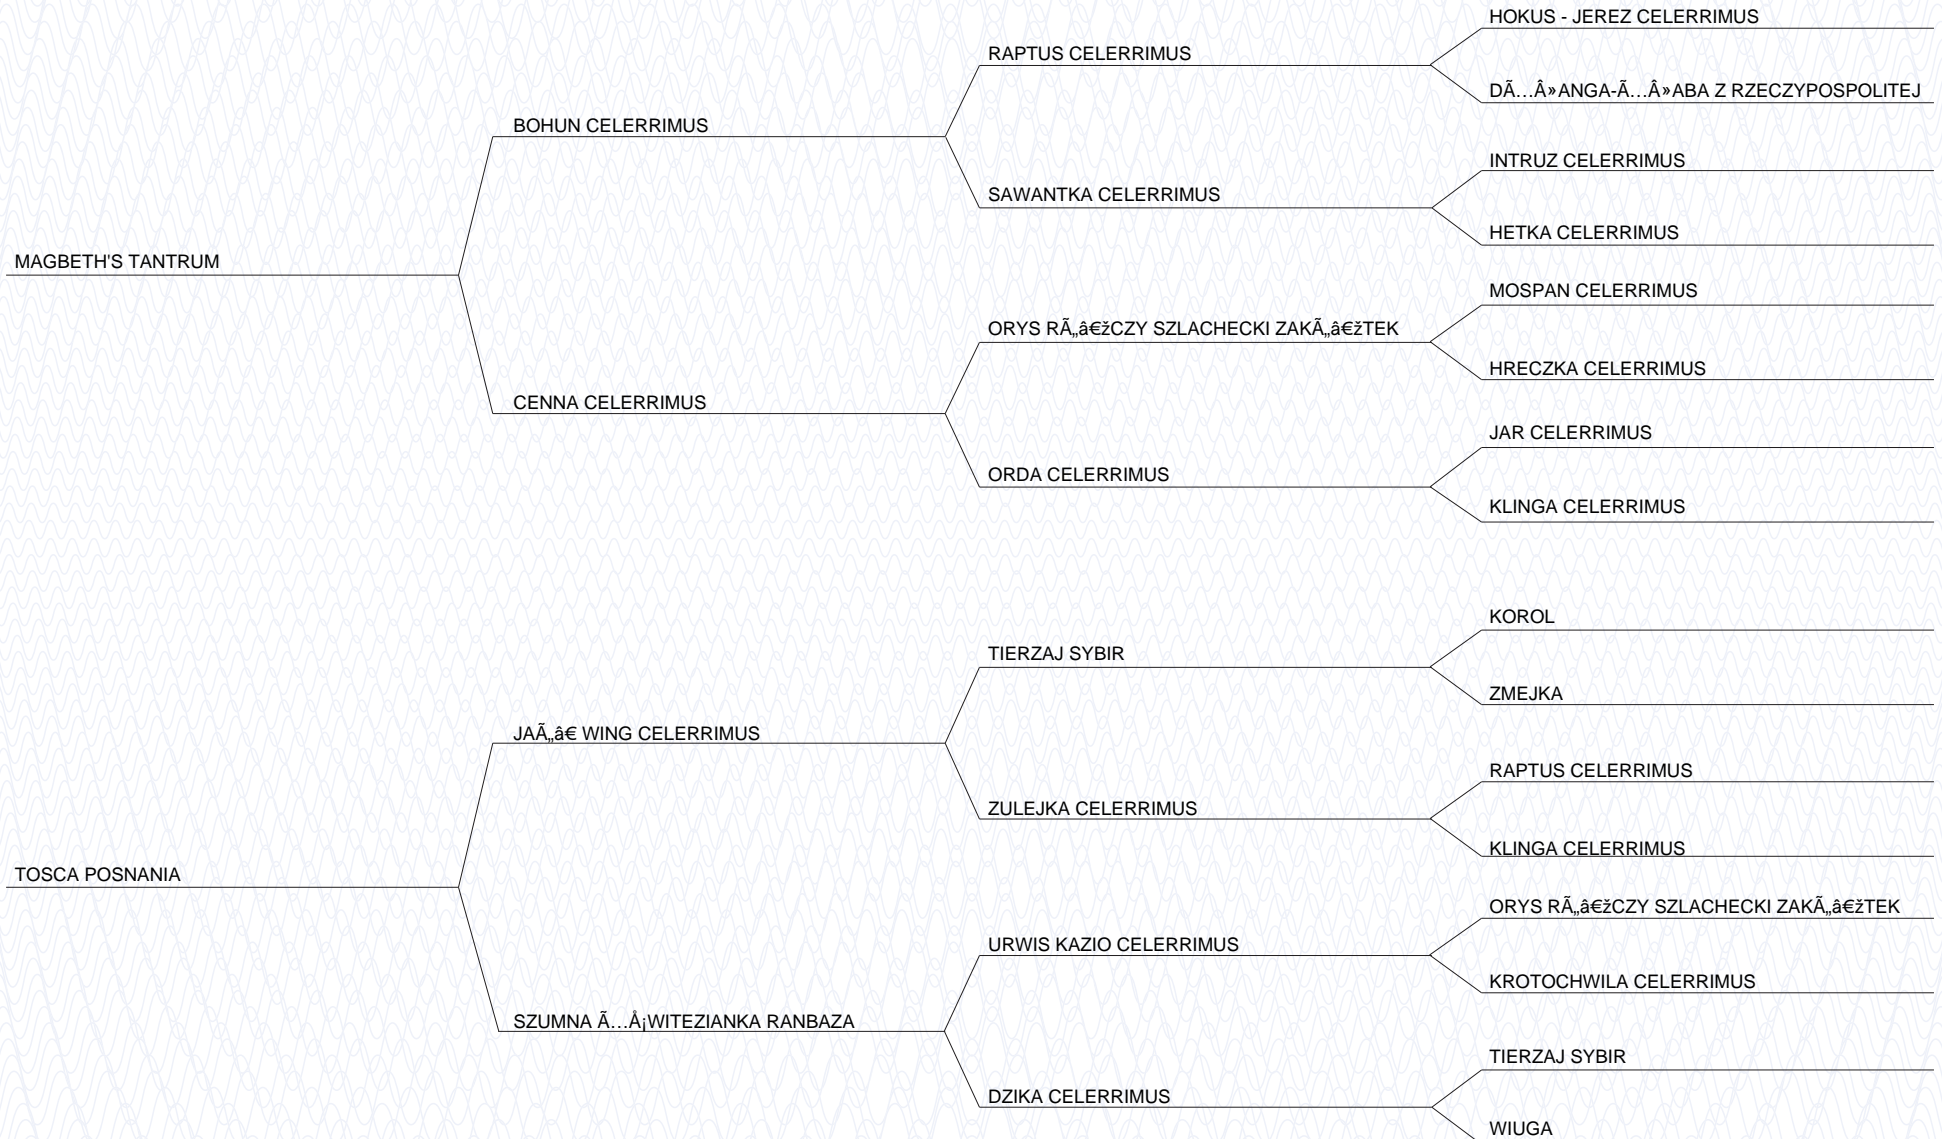 HOKUS - JEREZ CELERRIMUS
RAPTUS CELERRIMUS
DÃ…Â»ANGA-Ã…Â»ABA Z RZECZYPOSPOLITEJ
BOHUN CELERRIMUS
INTRUZ CELERRIMUS
SAWANTKA CELERRIMUS
HETKA CELERRIMUS
MAGBETH'S TANTRUM
MOSPAN CELERRIMUS
ORYS RÃ„â€žCZY SZLACHECKI ZAKÃ„â€žTEK
HRECZKA CELERRIMUS
CENNA CELERRIMUS
JAR CELERRIMUS
ORDA CELERRIMUS
KLINGA CELERRIMUS
KOROL
TIERZAJ SYBIR
ZMEJKA
JAÃ„â€ WING CELERRIMUS
RAPTUS CELERRIMUS
ZULEJKA CELERRIMUS
KLINGA CELERRIMUS
TOSCA POSNANIA
ORYS RÃ„â€žCZY SZLACHECKI ZAKÃ„â€žTEK
URWIS KAZIO CELERRIMUS
KROTOCHWILA CELERRIMUS
SZUMNA Ã…Å¡WITEZIANKA RANBAZA
TIERZAJ SYBIR
DZIKA CELERRIMUS
WIUGA